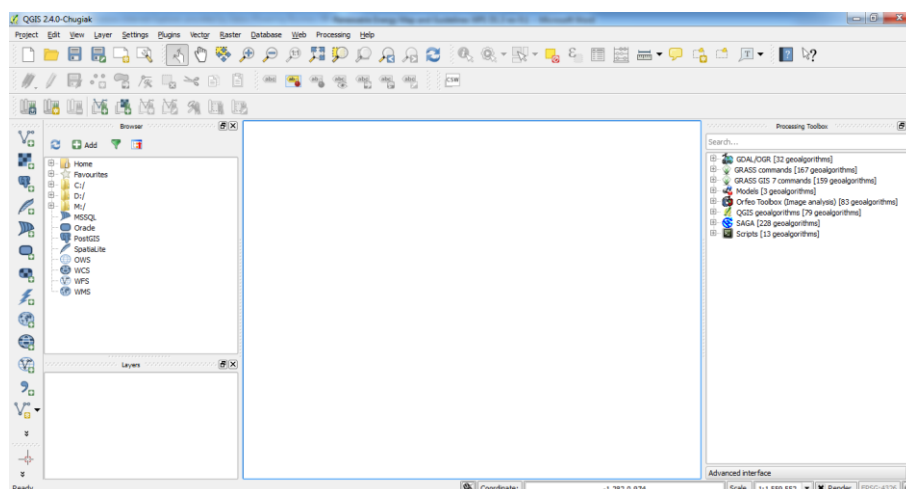 QGIS 2.4.0-Chugiak
Project Edit View Layer Settings Plugins Vector Raster Database Web Processing Help
CSW
Browser
Processing Toolbox
Add
Search...
Home
Favourites
C:/
D:/
M:/
MSSQL
Oracle
PostGIS
SpatiaLite
OWS
WCS
WFS
WMS
GDAL/OGR [32 geoalgorithms]
GRASS commands [167 geoalgorithms]
GRASS GIS 7 commands [159 geoalgorithms]
Models [3 geoalgorithms]
Orfeo Toolbox (Image analysis) [83 geoalgorithms]
QGIS geoalgorithms [79 geoalgorithms]
SAGA [228 geoalgorithms]
Scripts [13 geoalgorithms]
Layers
Advanced interface
Ready
Coordinate:
Scale
Render